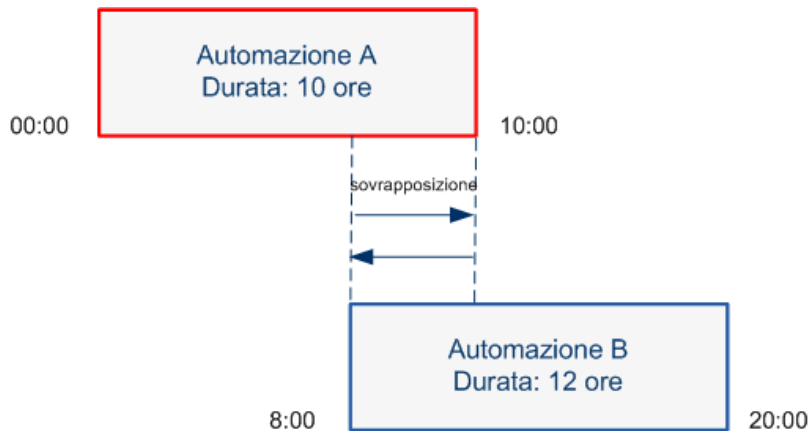 Automazione A
Durata: 10 ore
00:00
10:00
sovrapposizione
Automazione B
Durata: 12 ore
8:00
20:00